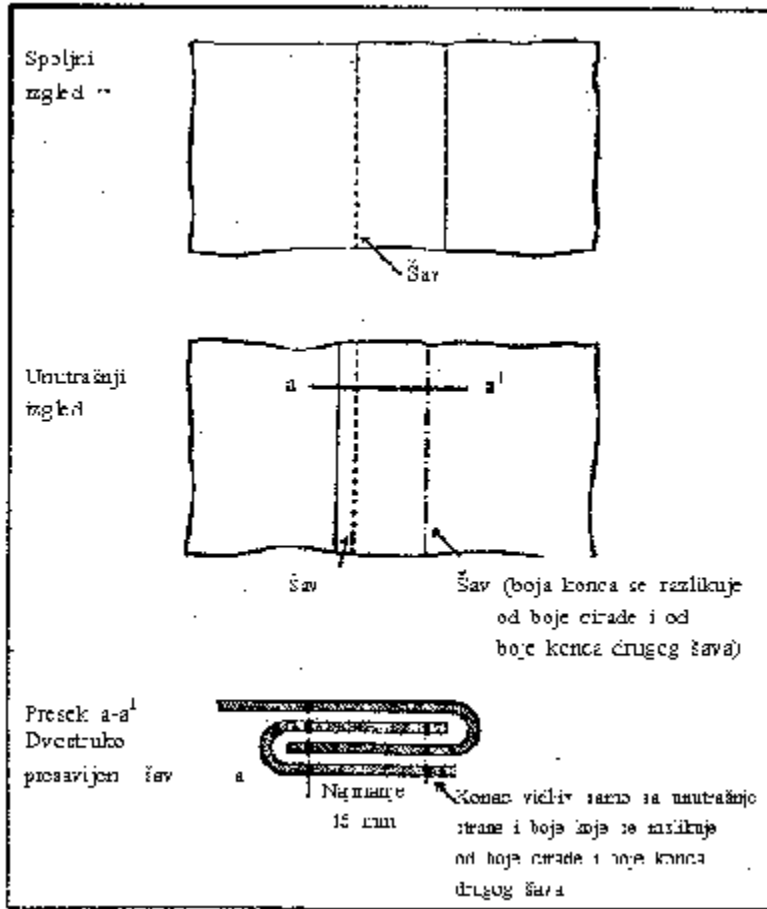 Spoljni
izgled
Šav
Unutrašnji
izgled
a a¹
Šav
Šav (boja konca se razlikuje
od boje cirade i od
boje konca drugog šava)
Presek a-a¹
Dvostruko
presavijen šav a
Najmanje
15 mm
Konac vidljiv samo sa unutrašnje
strane i boje koja se razlikuje
od boje cirade i boje konca
drugog šava